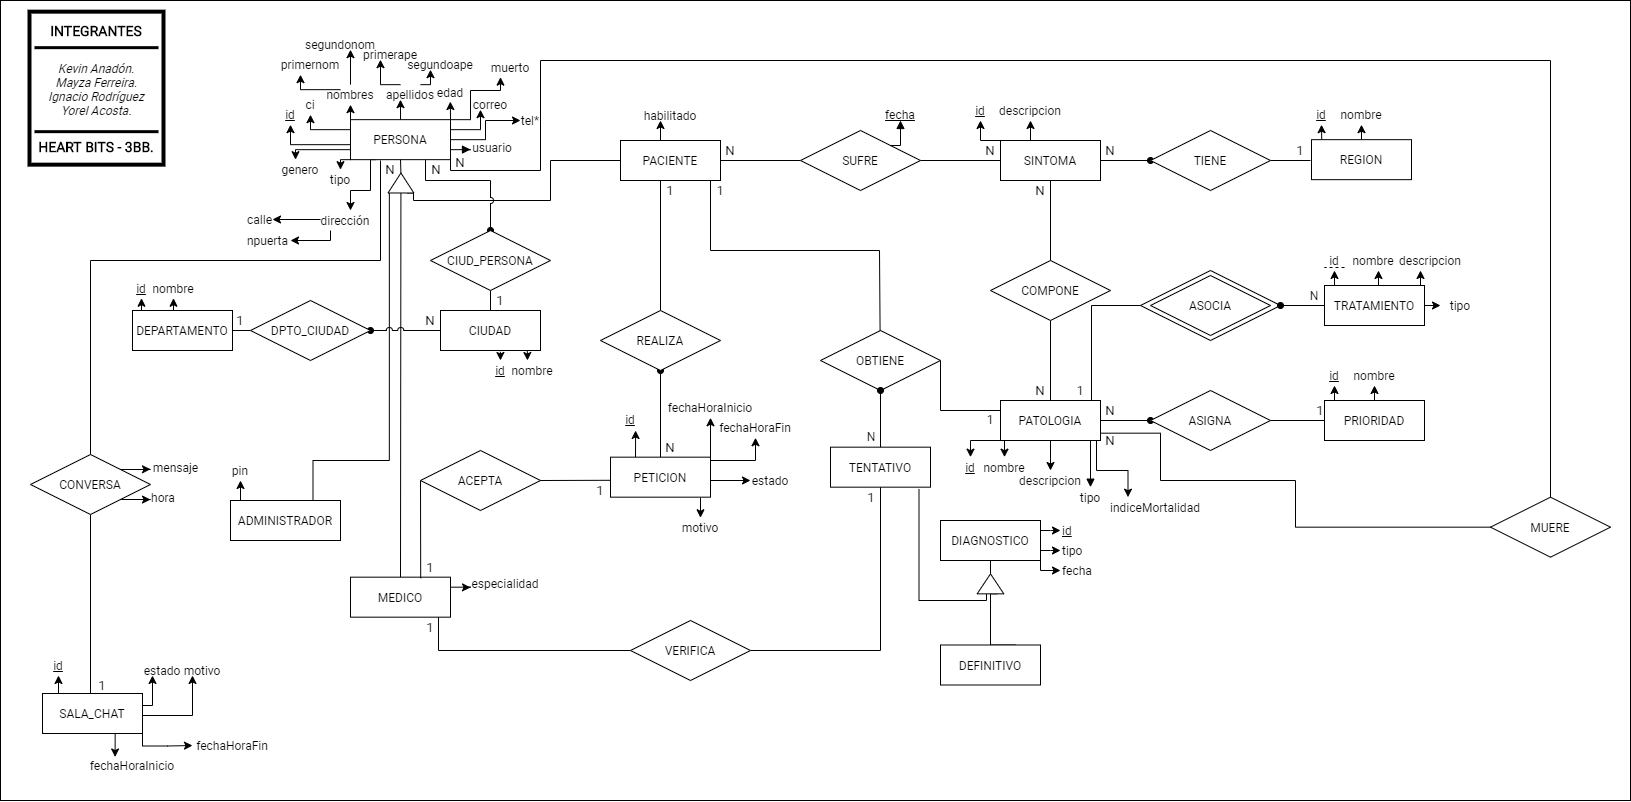 INTEGRANTES
Kevin Anadón.
Mayza Ferreira.
Ignacio Rodríguez
Yorel Acosta.
HEART BITS - 3BB.
segundonom
primerape
primernom
segundoape
muerto
nombres
apellidos
edad
ci
correo
id
tel*
PERSONA
usuario
genero
tipo
N
N
N
calle
dirección
npuerta
habilitado
PACIENTE
N
1
1
fecha
SUFRE
id
descripcion
N
SINTOMA
N
N
TIENE
1
id
nombre
REGION
CIUD_PERSONA
1
id
nombre
DEPARTAMENTO
1
DPTO_CIUDAD
N
CIUDAD
id
nombre
REALIZA
OBTIENE
COMPONE
ASOCIA
id
nombre
descripcion
N
TRATAMIENTO
tipo
N
1
1
PATOLOGIA
N
N
id
nombre
descripcion
tipo
indiceMortalidad
ASIGNA
1
id
nombre
PRIORIDAD
fechaHoraInicio
id
fechaHoraFin
N
PETICION
estado
1
motivo
ACEPTA
N
TENTATIVO
1
mensaje
CONVERSA
hora
pin
ADMINISTRADOR
MUERE
DIAGNOSTICO
id
tipo
fecha
1
MEDICO
especialidad
1
VERIFICA
DEFINITIVO
id
1
estado
motivo
SALA_CHAT
fechaHoraFin
fechaHoraInicio